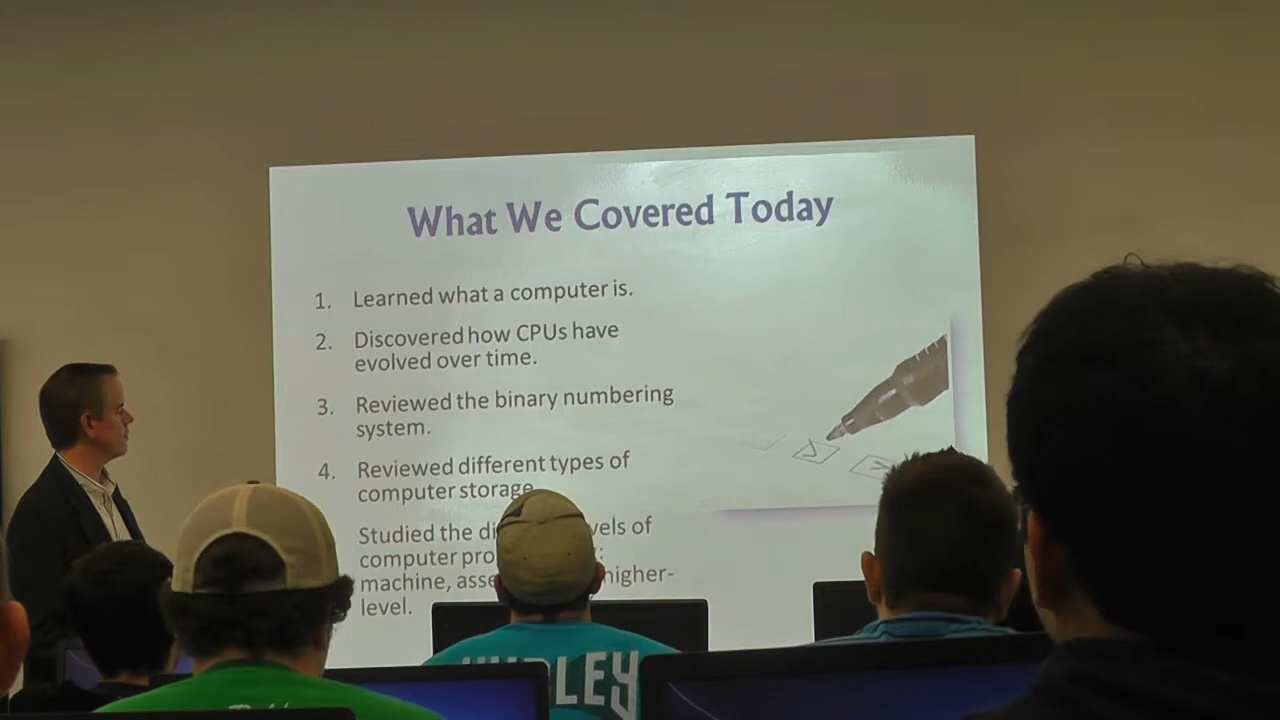 What We Covered Today
1. Learned what a computer is.
2. Discovered how CPUs have
evolved over time.
3. Reviewed the binary numbering
system.
4. Reviewed different types of
computer storage
Studied the di vels of
computer pro :
machine, asse higher-
level.
LEY